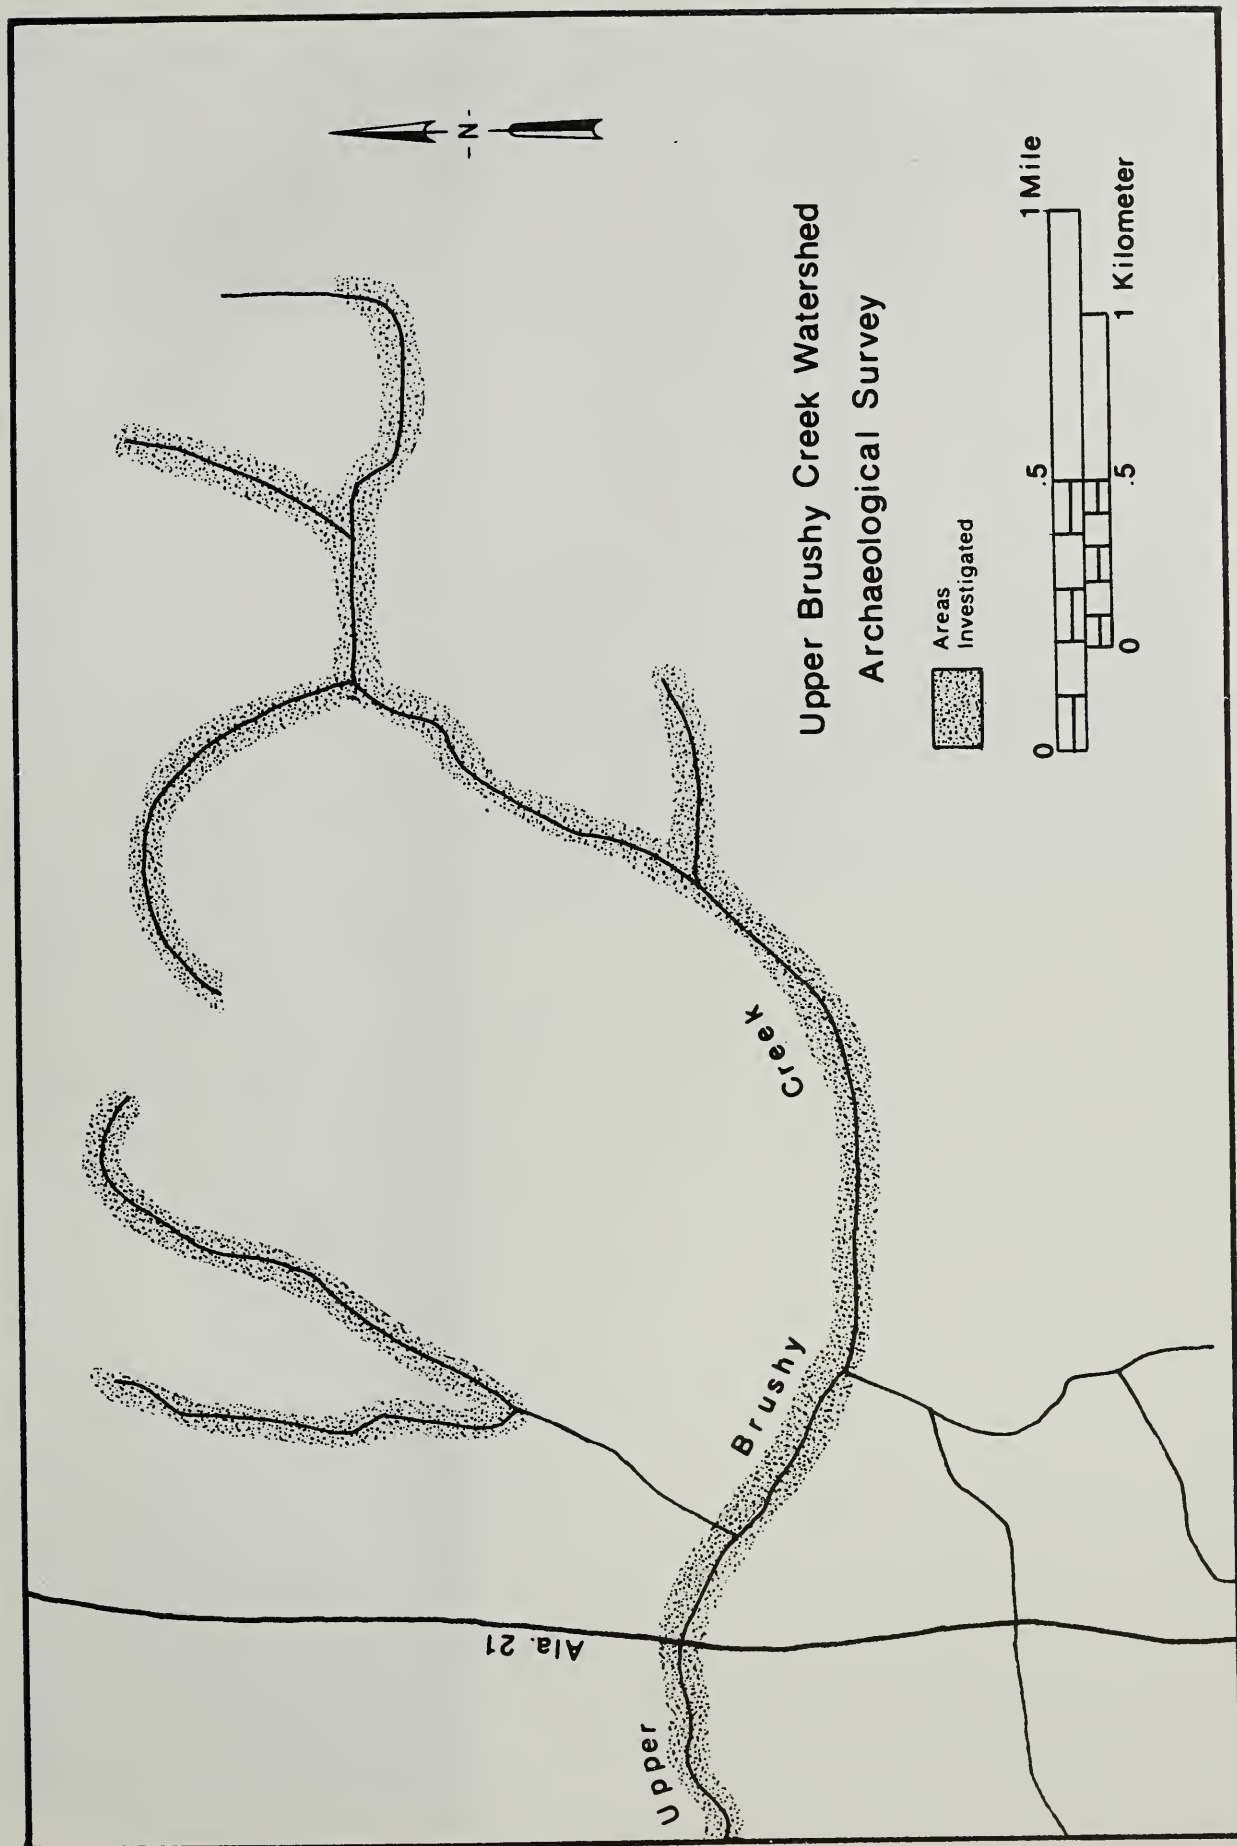 - N -
Upper Brushy Creek Watershed
Archaeological Survey
Areas
Investigated
0 .5 1 Mile
0 .5 1 Kilometer
Upper Brushy Creek
Ala. 21